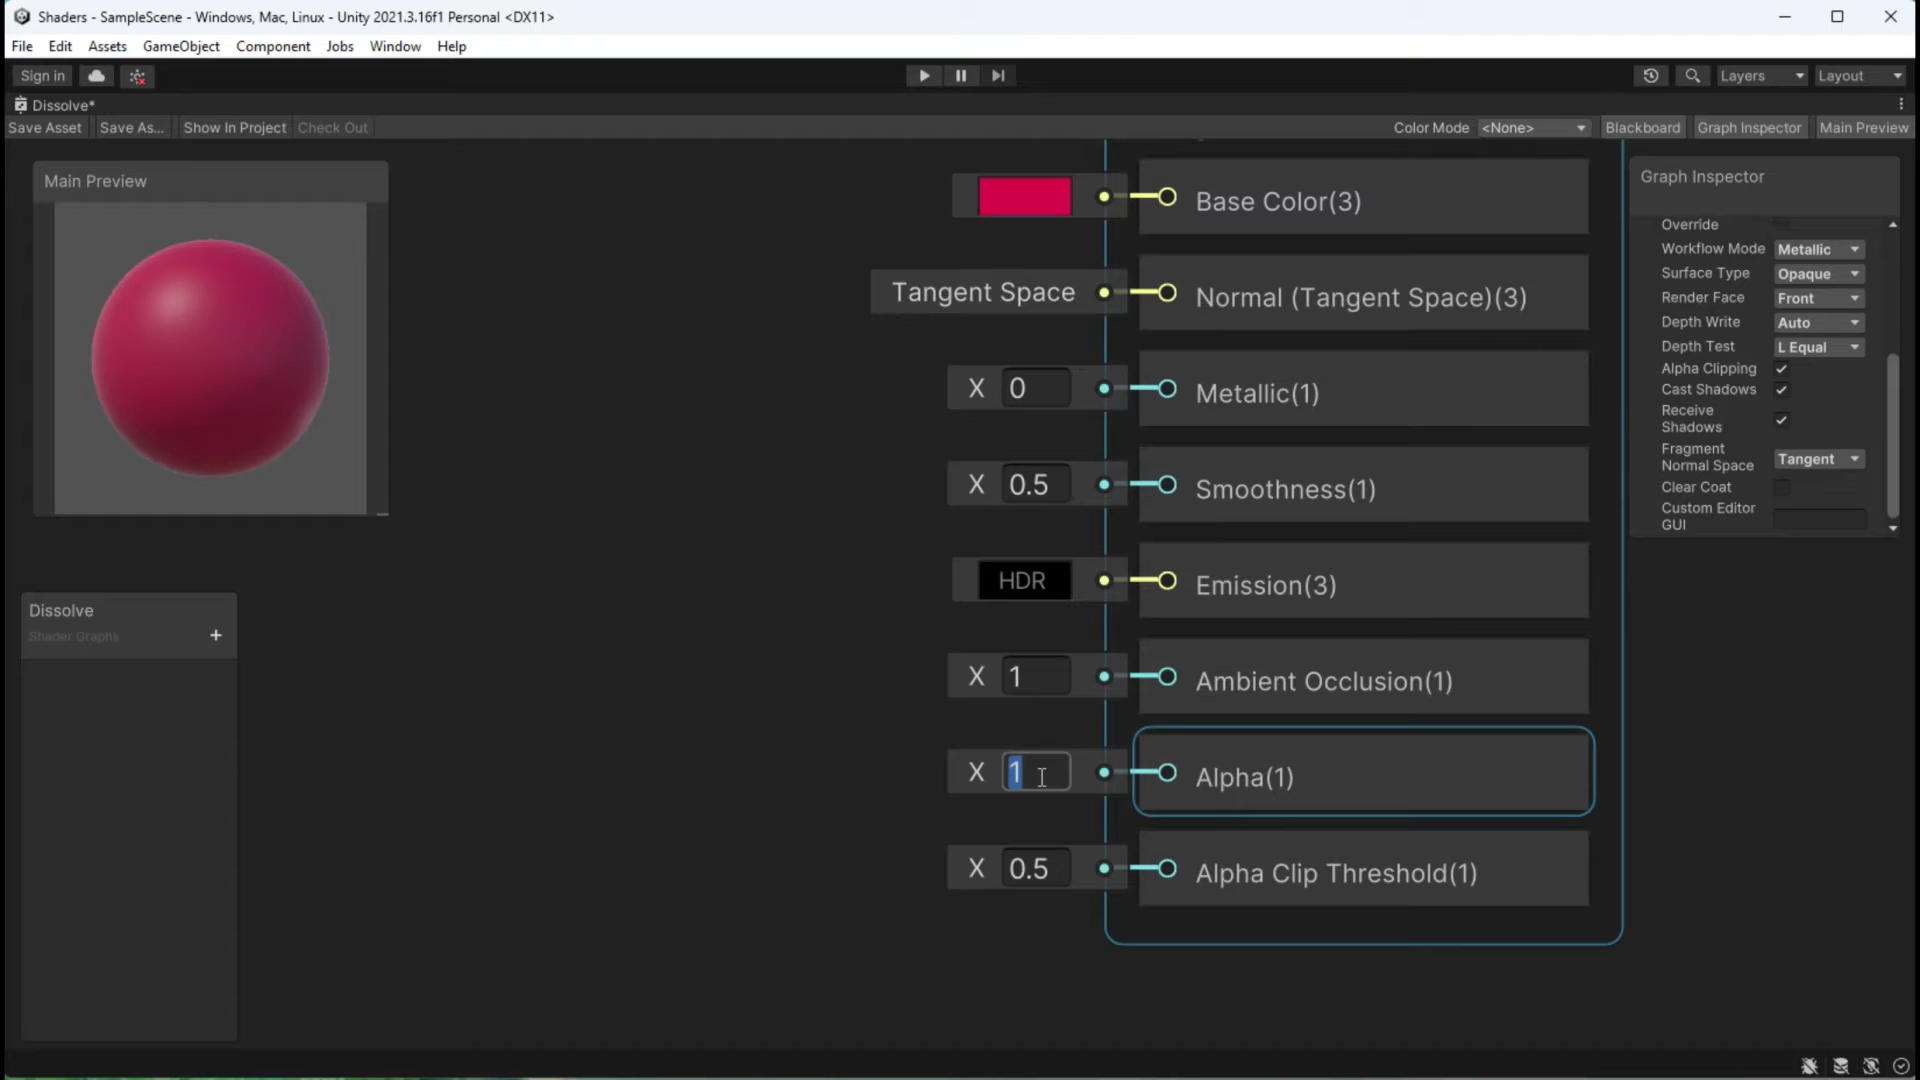 Shaders - SampleScene - Windows, Mac, Linux - Unity 2021.3.16f1 Personal <DX11>
File Edit Assets GameObject Component Jobs Window Help
Sign in Layers Layout
Dissolve*
Save Asset Save As... Show In Project Check Out Color Mode <None> Blackboard Graph Inspector Main Preview
Main Preview
Base Color(3)
Tangent Space Normal (Tangent Space)(3)
X 0 Metallic(1)
X 0.5 Smoothness(1)
HDR Emission(3)
X 1 Ambient Occlusion(1)
X 1 Alpha(1)
X 0.5 Alpha Clip Threshold(1)
Graph Inspector
Override
Workflow Mode Metallic
Surface Type Opaque
Render Face Front
Depth Write Auto
Depth Test L Equal
Alpha Clipping
Cast Shadows
Receive
Shadows
Fragment
Normal Space Tangent
Clear Coat
Custom Editor
GUI
Dissolve
Shader Graphs +